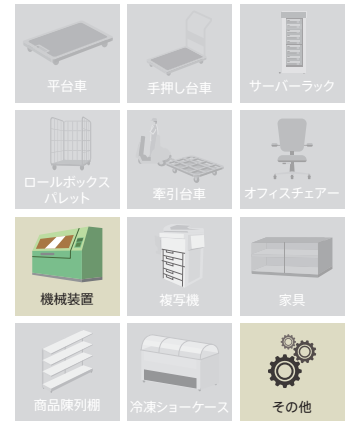 平台車
手押し台車
サーバーラック
ロールボックス
パレット
牽引台車
オフィスチェアー
機械装置
複写機
家具
商品陳列棚
冷凍ショーケース
その他